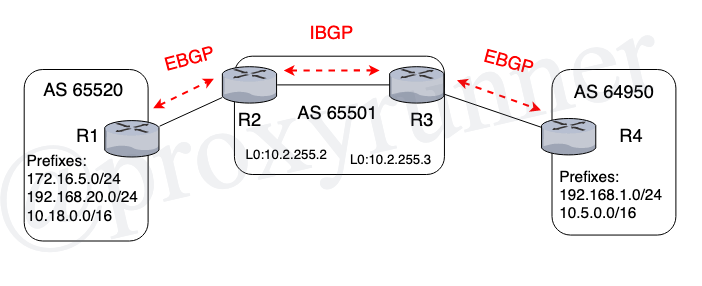 IBGP
EBGP
EBGP
AS 65520
AS 64950
R1
R2
AS 65501
R3
R4
L0:10.2.255.2
L0:10.2.255.3
Prefixes:
172.16.5.0/24
192.168.20.0/24
10.18.0.0/16
Prefixes:
192.168.1.0/24
10.5.0.0/16
@proxyrunner